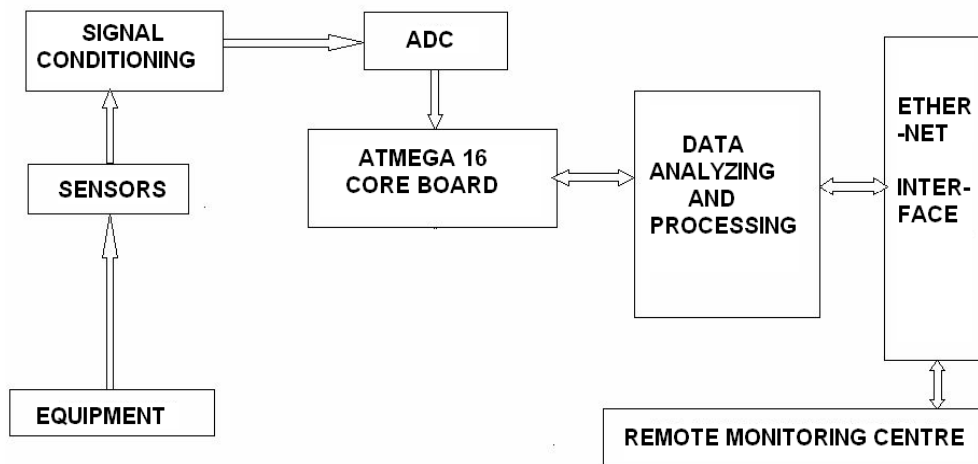 SIGNAL
CONDITIONING
ADC
SENSORS
ATMEGA 16
CORE BOARD
DATA
ANALYZING
AND
PROCESSING
ETHER
-NET
INTER-
FACE
EQUIPMENT
REMOTE MONITORING CENTRE